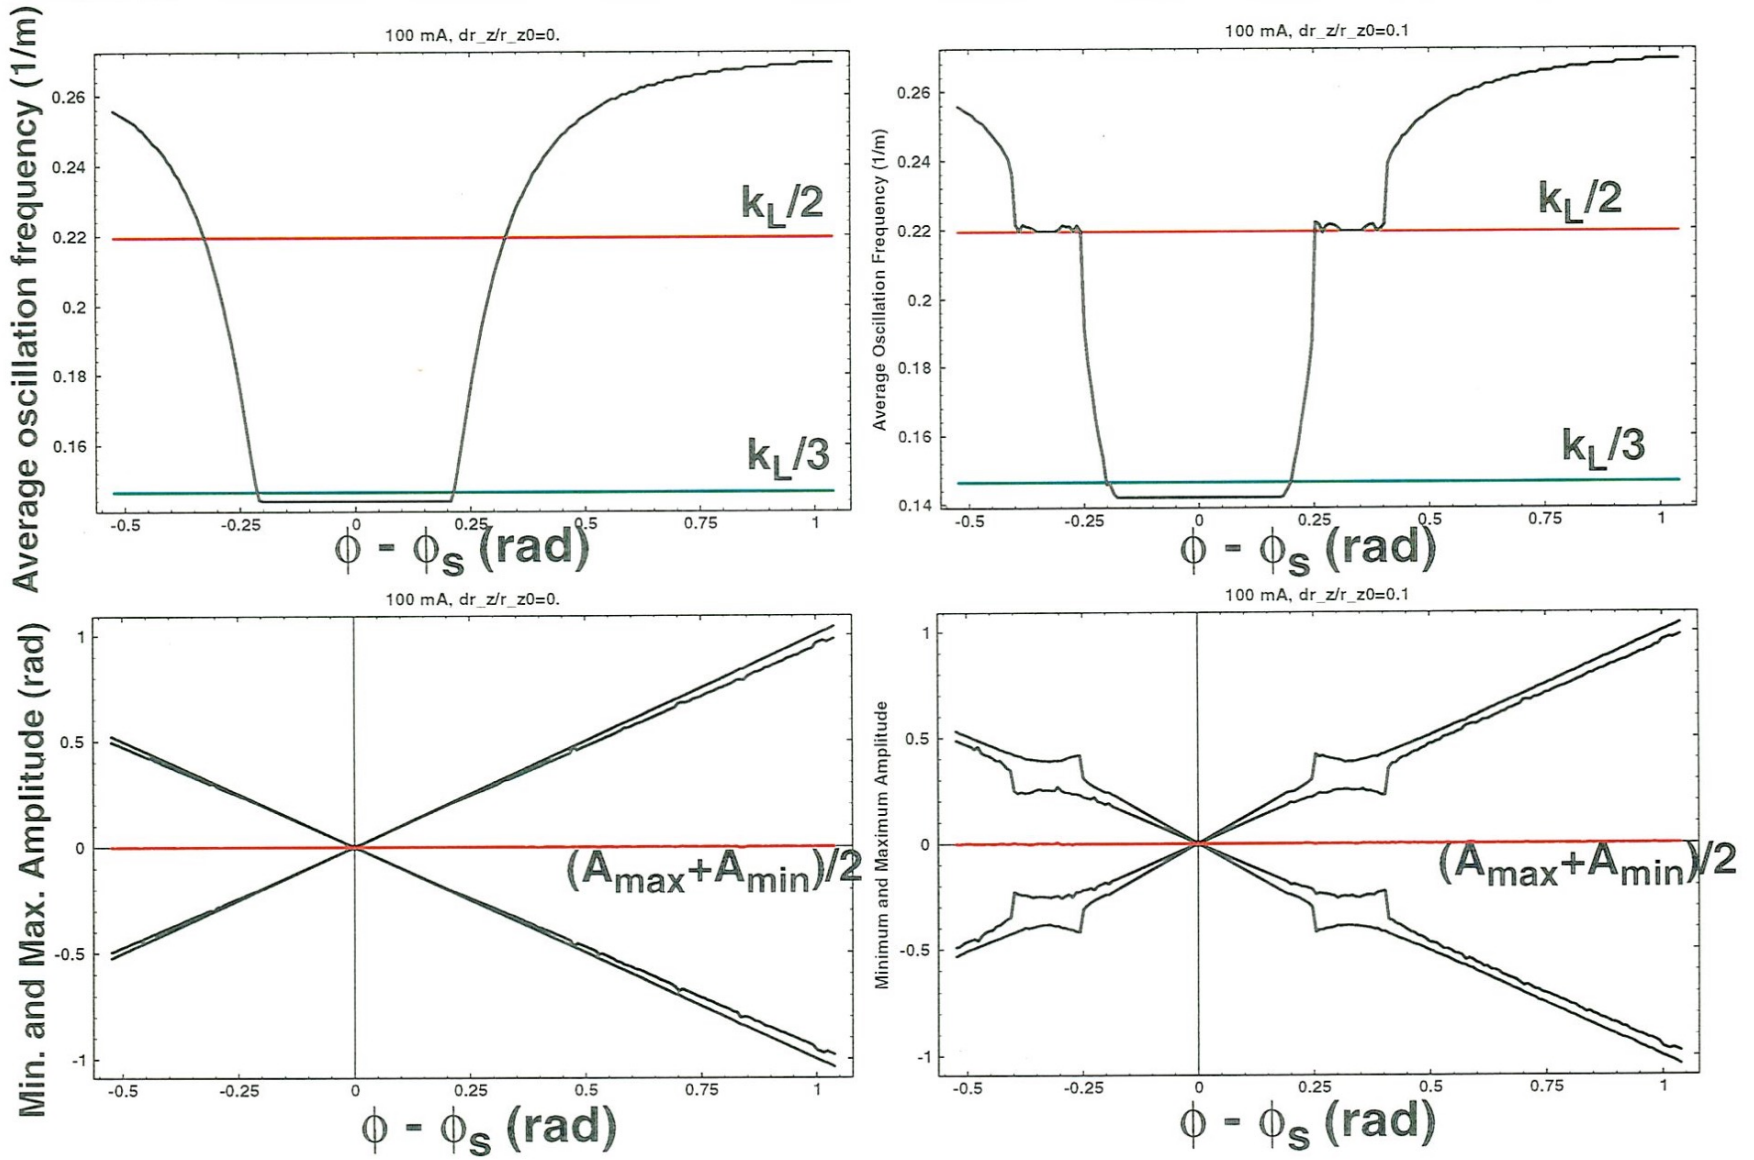 Average oscillation frequency (1/m)
100 mA, dr_z/r_z0=0.
0.26
0.24
0.22
0.2
0.18
0.16
kL/2
kL/3
-0.5 -0.25 0 0.25 0.5 0.75 1
ϕ - ϕs (rad)
100 mA, dr_z/r_z0=0.1
Average Oscillation Frequency (1/m)
0.26
0.24
0.22
0.2
0.18
0.16
0.14
kL/2
kL/3
-0.5 -0.25 0 0.25 0.5 0.75 1
ϕ - ϕs (rad)
Min. and Max. Amplitude (rad)
100 mA, dr_z/r_z0=0.
1
0.5
0
-0.5
-1
(Amax+Amin)/2
-0.5 -0.25 0 0.25 0.5 0.75 1
ϕ - ϕs (rad)
100 mA, dr_z/r_z0=0.1
Minimum and Maximum Amplitude
1
0.5
0
-0.5
-1
(Amax+Amin)/2
-0.5 -0.25 0 0.25 0.5 0.75 1
ϕ - ϕs (rad)